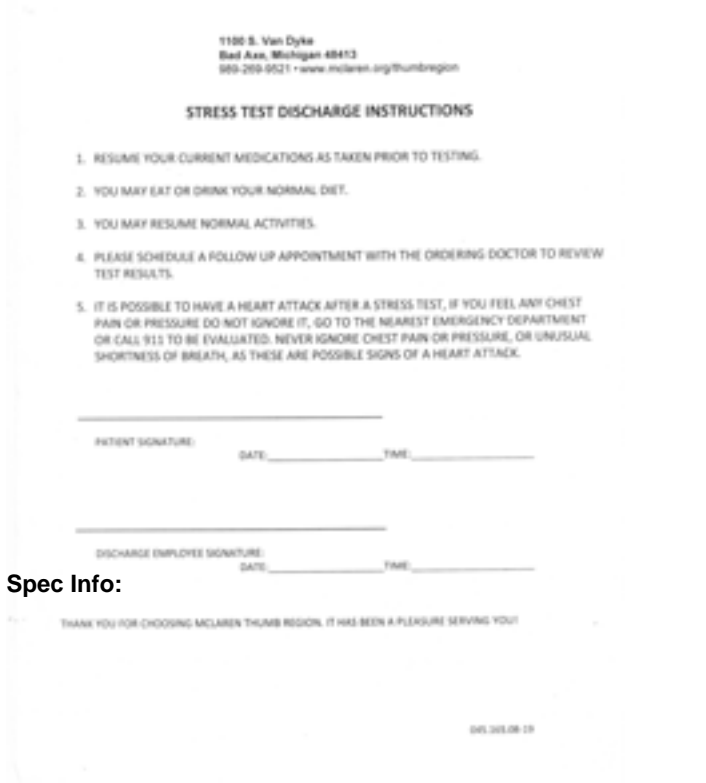 1100 S. Van Dyke
Bad Axe, Michigan 48413
989-269-9521 • www.mclaren.org/thumbregion
STRESS TEST DISCHARGE INSTRUCTIONS
1. RESUME YOUR CURRENT MEDICATIONS AS TAKEN PRIOR TO TESTING.
2. YOU MAY EAT OR DRINK YOUR NORMAL DIET.
3. YOU MAY RESUME NORMAL ACTIVITIES.
4. PLEASE SCHEDULE A FOLLOW UP APPOINTMENT WITH THE ORDERING DOCTOR TO REVIEW
TEST RESULTS.
5. IT IS POSSIBLE TO HAVE A HEART ATTACK AFTER A STRESS TEST, IF YOU FEEL ANY CHEST
PAIN OR PRESSURE DO NOT IGNORE IT, GO TO THE NEAREST EMERGENCY DEPARTMENT
OR CALL 911 TO BE EVALUATED. NEVER IGNORE CHEST PAIN OR PRESSURE, OR UNUSUAL
SHORTNESS OF BREATH, AS THESE ARE POSSIBLE SIGNS OF A HEART ATTACK.
PATIENT SIGNATURE:
DATE: TIME:
DISCHARGE EMPLOYEE SIGNATURE:
DATE: TIME:
Spec Info:
THANK YOU FOR CHOOSING MCLAREN THUMB REGION. IT HAS BEEN A PLEASURE SERVING YOU!